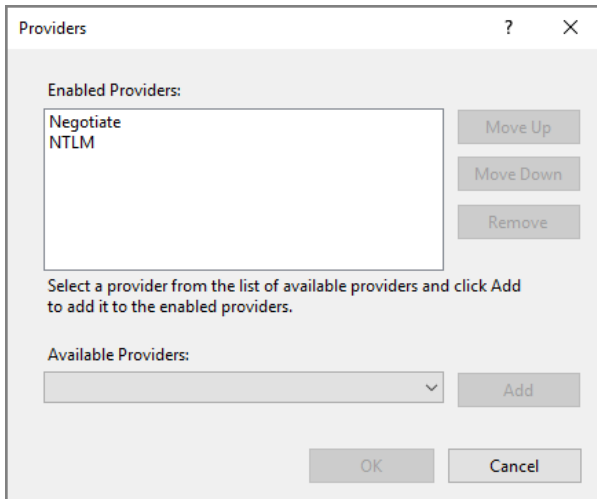 Providers ?
Enabled Providers:
Negotiate
NTLM
Move Up
Move Down
Remove
Select a provider from the list of available providers and click Add
to add it to the enabled providers.
Available Providers:
Add
OK
Cancel